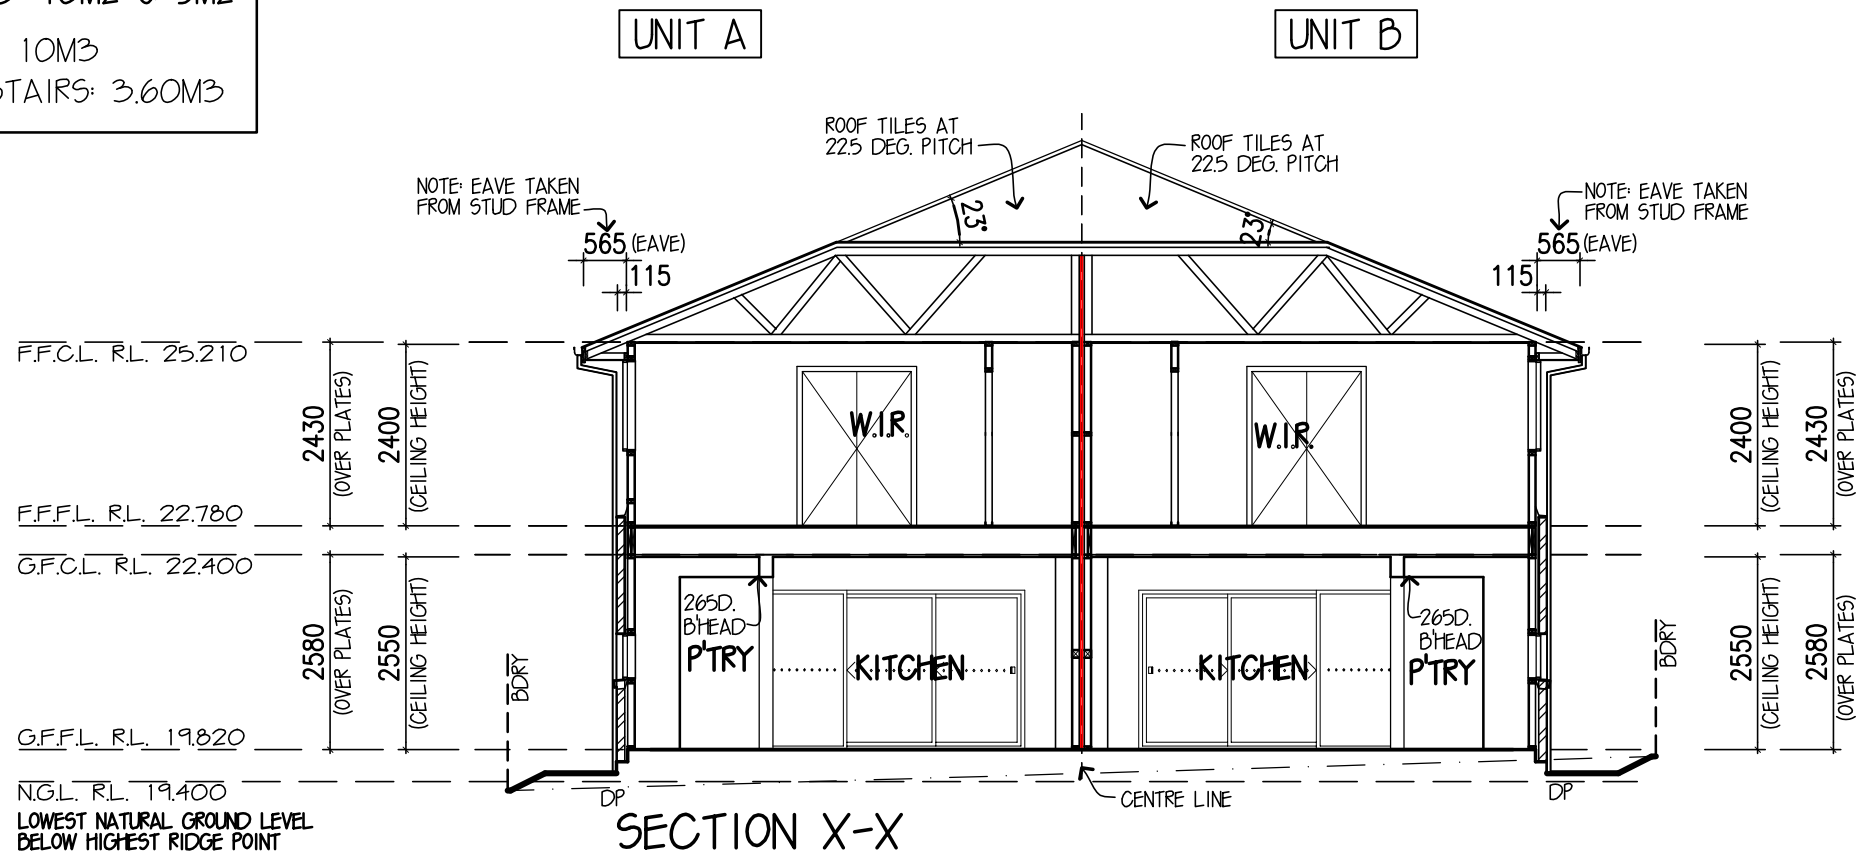 10M3
STAIRS: 3.60M3
UNIT A
UNIT B
ROOF TILES AT
22.5 DEG. PITCH
ROOF TILES AT
22.5 DEG. PITCH
NOTE: EAVE TAKEN
FROM STUD FRAME
565 (EAVE)
115
23°
23°
NOTE: EAVE TAKEN
FROM STUD FRAME
565 (EAVE)
115
F.F.C.L. R.L. 25.210
2430
(OVER PLATES)
2400
(CEILING HEIGHT)
W.I.R.
W.I.R.
2400
(CEILING HEIGHT)
2430
(OVER PLATES)
F.F.F.L. R.L. 22.780
G.F.C.L. R.L. 22.400
2580
(OVER PLATES)
2550
(CEILING HEIGHT)
BDRY
265D.
B'HEAD
P'TRY
KITCHEN
KITCHEN
265D.
B'HEAD
P'TRY
BDRY
2550
(CEILING HEIGHT)
2580
(OVER PLATES)
G.F.F.L. R.L. 19.820
N.G.L. R.L. 19.400
LOWEST NATURAL GROUND LEVEL
BELOW HIGHEST RIDGE POINT
DP
CENTRE LINE
DP
SECTION X-X